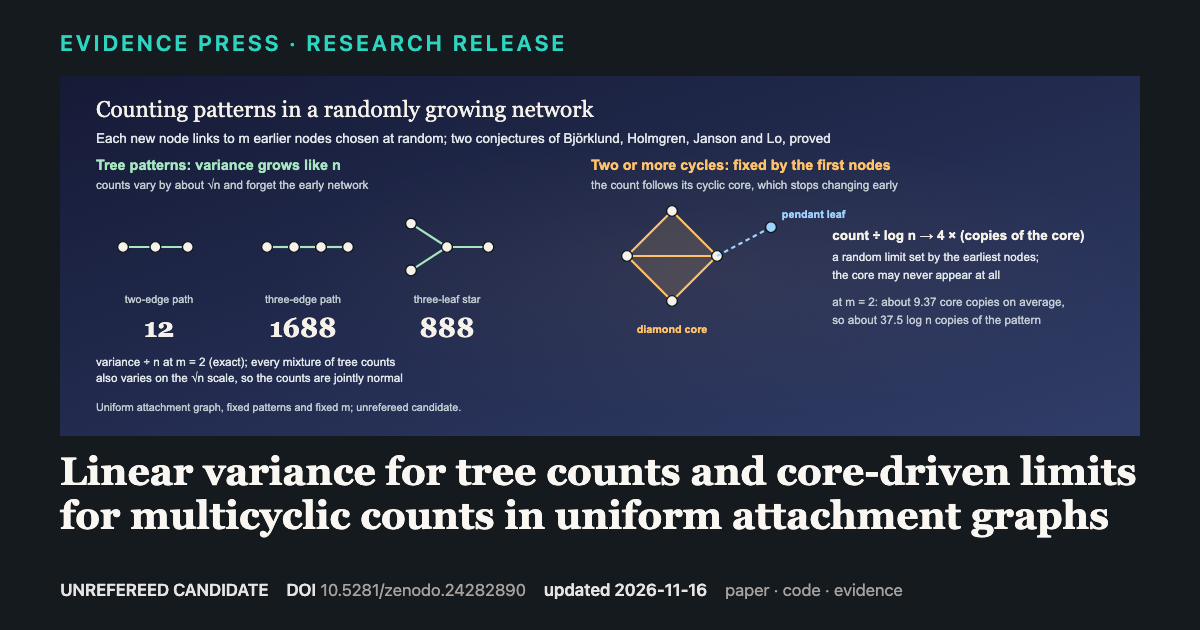 EVIDENCE PRESS · RESEARCH RELEASE
Counting patterns in a randomly growing network
Each new node links to m earlier nodes chosen at random; two conjectures of Björklund, Holmgren, Janson and Lo, proved
Tree patterns: variance grows like n
counts vary by about √n and forget the early network
two-edge path
three-edge path
three-leaf star
12
1688
888
variance ÷ n at m = 2 (exact); every mixture of tree counts
also varies on the √n scale, so the counts are jointly normal
Uniform attachment graph, fixed patterns and fixed m; unrefereed candidate.
Two or more cycles: fixed by the first nodes
the count follows its cyclic core, which stops changing early
pendant leaf
diamond core
count ÷ log n → 4 × (copies of the core)
a random limit set by the earliest nodes;
the core may never appear at all
at m = 2: about 9.37 core copies on average,
so about 37.5 log n copies of the pattern
Linear variance for tree counts and core-driven limits
for multicyclic counts in uniform attachment graphs
UNREFEREED CANDIDATE DOI 10.5281/zenodo.24282890 updated 2026-11-16 paper · code · evidence